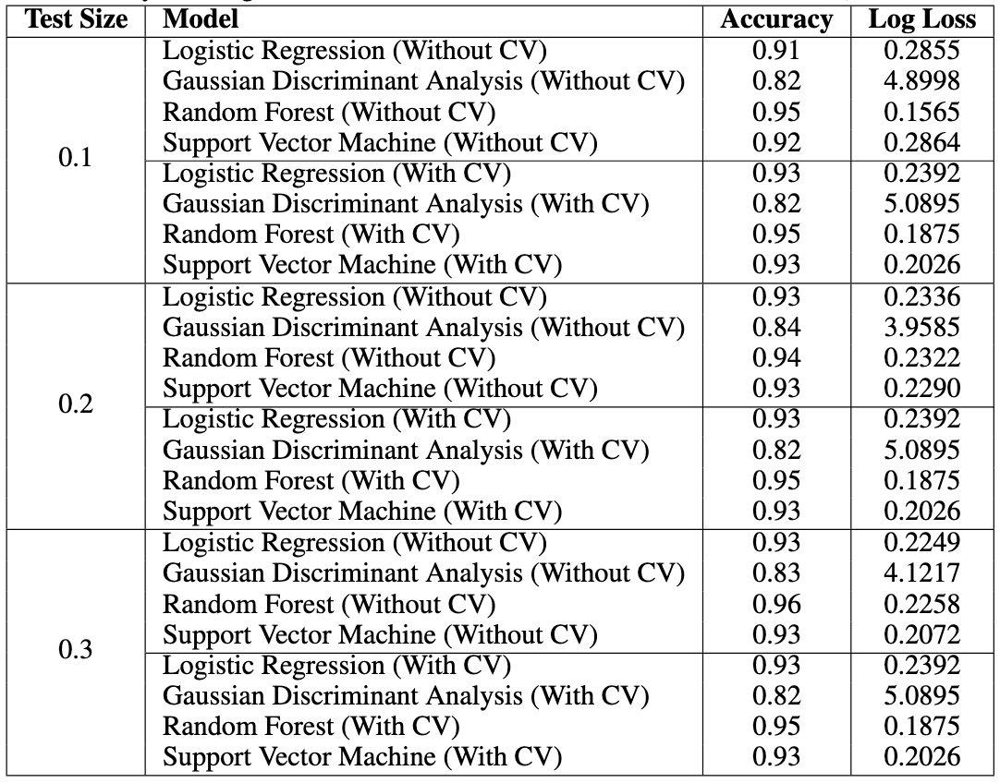 Test Size Model Accuracy Log Loss
Logistic Regression (Without CV) 0.91 0.2855
Gaussian Discriminant Analysis (Without CV) 0.82 4.8998
Random Forest (Without CV) 0.95 0.1565
Support Vector Machine (Without CV) 0.92 0.2864
0.1
Logistic Regression (With CV) 0.93 0.2392
Gaussian Discriminant Analysis (With CV) 0.82 5.0895
Random Forest (With CV) 0.95 0.1875
Support Vector Machine (With CV) 0.93 0.2026
Logistic Regression (Without CV) 0.93 0.2336
Gaussian Discriminant Analysis (Without CV) 0.84 3.9585
Random Forest (Without CV) 0.94 0.2322
Support Vector Machine (Without CV) 0.93 0.2290
0.2
Logistic Regression (With CV) 0.93 0.2392
Gaussian Discriminant Analysis (With CV) 0.82 5.0895
Random Forest (With CV) 0.95 0.1875
Support Vector Machine (With CV) 0.93 0.2026
Logistic Regression (Without CV) 0.93 0.2249
Gaussian Discriminant Analysis (Without CV) 0.83 4.1217
Random Forest (Without CV) 0.96 0.2258
Support Vector Machine (Without CV) 0.93 0.2072
0.3
Logistic Regression (With CV) 0.93 0.2392
Gaussian Discriminant Analysis (With CV) 0.82 5.0895
Random Forest (With CV) 0.95 0.1875
Support Vector Machine (With CV) 0.93 0.2026